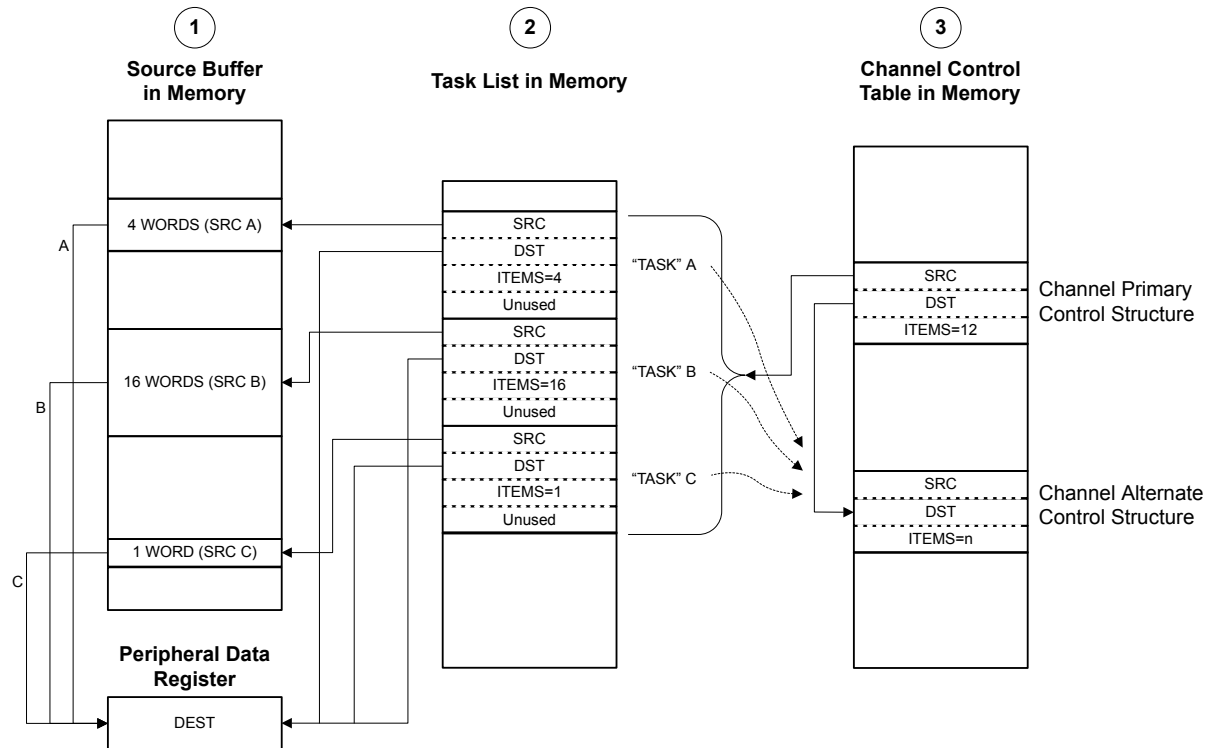 1
Source Buffer
in Memory
4 WORDS (SRC A)
A
16 WORDS (SRC B)
B
1 WORD (SRC C)
C
Peripheral Data
Register
DEST
2
Task List in Memory
SRC
DST
ITEMS=4
Unused
SRC
DST
ITEMS=16
Unused
SRC
DST
ITEMS=1
Unused
“TASK” A
“TASK” B
“TASK” C
3
Channel Control
Table in Memory
SRC
DST
ITEMS=12
Channel Primary
Control Structure
SRC
DST
ITEMS=n
Channel Alternate
Control Structure